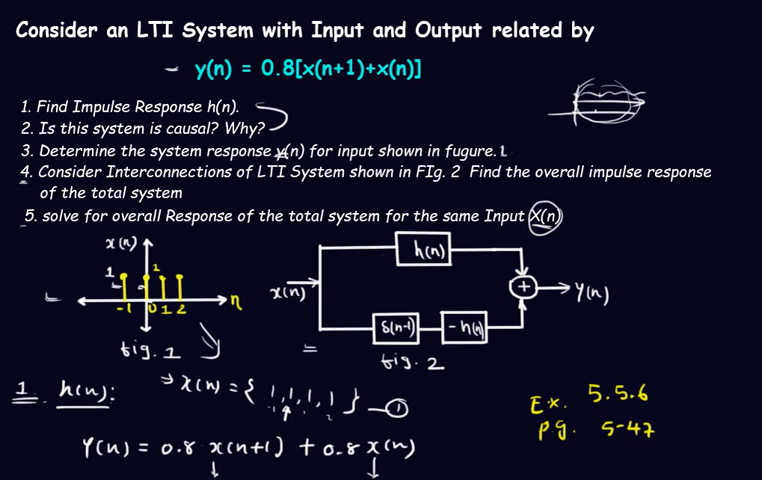 Consider an LTI System with Input and Output related by
- y(n) = 0.8[x(n+1)+x(n)]
1. Find Impulse Response h(n).
2. Is this system is causal? Why?
3. Determine the system response y(n) for input shown in fugure.1
4. Consider Interconnections of LTI System shown in FIg. 2 Find the overall impulse response
of the total system
5. solve for overall Response of the total system for the same Input X(n)
x(n)
1 1
-1 0 1 2 n
fig. 1
h(n)
x(n) + y(n)
δ(n-1) -h(n)
fig. 2
1. h(n):
⇒ x(n) = { 1, 1, 1, 1 } —①
Ex. 5.5.6
pg. 5-47
y(n) = 0.8 x(n+1) + 0.8 x(n)